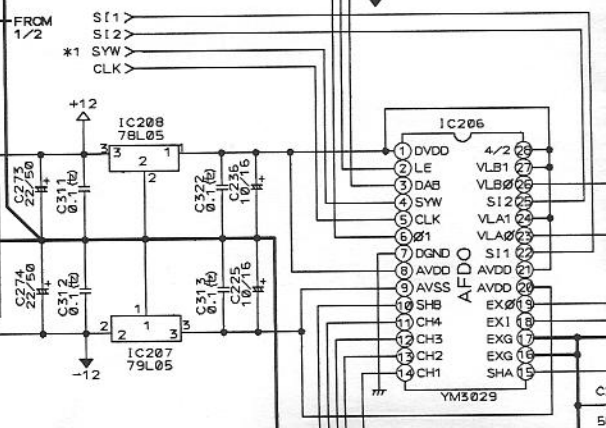 FROM
1/2
SI1
SI2
*1 SYW
CLK
+12
IC208
78L05
3
3
1
1
2
2
C273
22/50
+
C311
0.1(t)
C322
0.1(t)
C236
10/16
+
C274
22/50
+
C312
0.1(t)
C313
0.1(t)
C225
10/16
+
1
2
2
1
3
3
IC207
79L05
-12
IC206
1 DVDD 4/2 28
2 LE VLB1 27
3 DAB VLBØ 26
4 SYW SI2 25
5 CLK VLA1 24
6 Ø1 VLAØ 23
7 DGND SI1 22
8 AVDD AVDD 21
9 AVSS AVDD 20
10 SHB EXØ 19
11 CH4 EXI 18
12 CH3 EXG 17
13 CH2 EXG 16
14 CH1 SHA 15
AFDO
YM3029
C
5